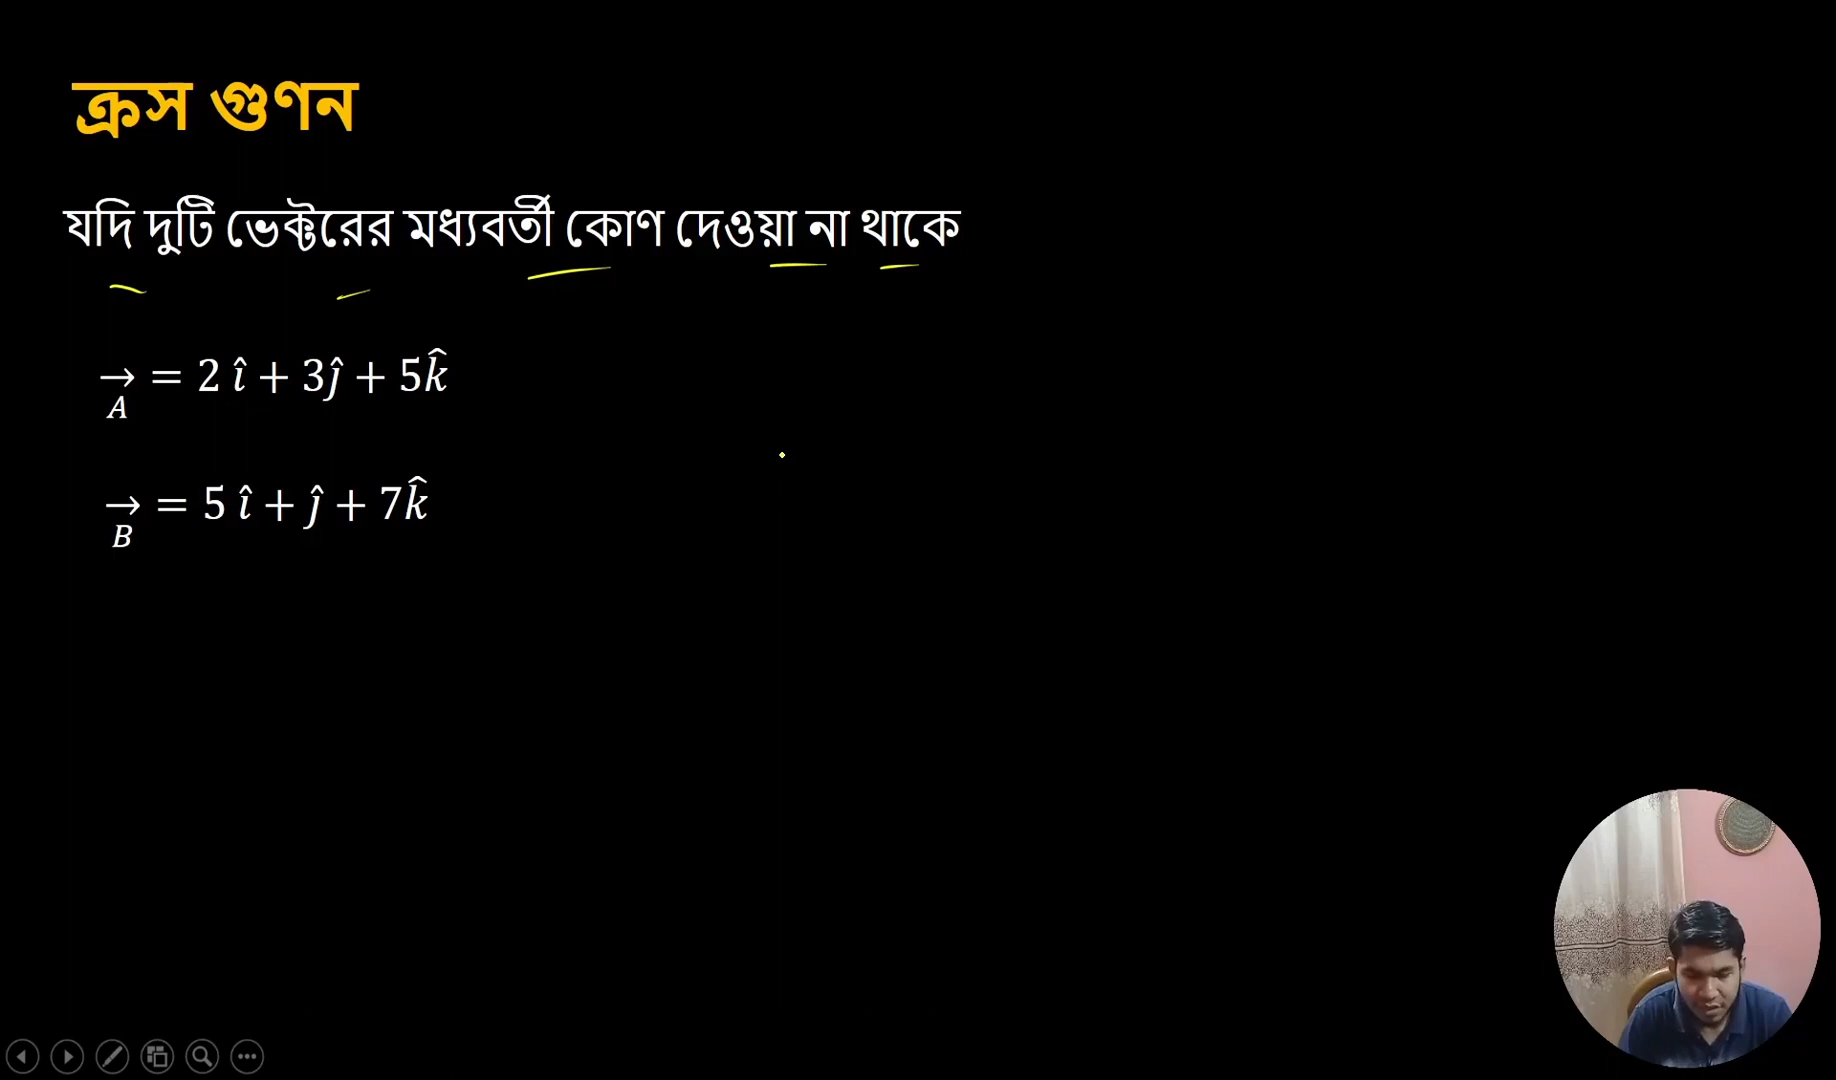 ক্রস গুণন
যদি দুটি ভেক্টরের মধ্যবর্তী কোণ দেওয়া না থাকে
→ = 2 î + 3ĵ + 5k̂
A
→ = 5 î + ĵ + 7k̂
B